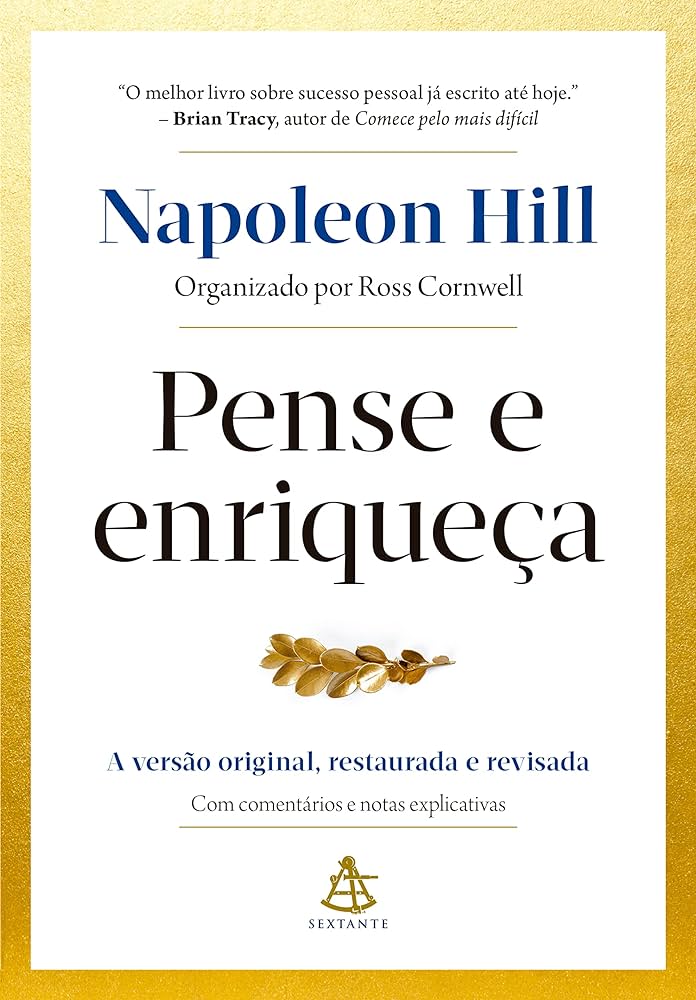 “O melhor livro sobre sucesso pessoal já escrito até hoje.”
– Brian Tracy, autor de Comece pelo mais difícil
Napoleon Hill
Organizado por Ross Cornwell
Pense e
enriqueça
A versão original, restaurada e revisada
Com comentários e notas explicativas
SEXTANTE